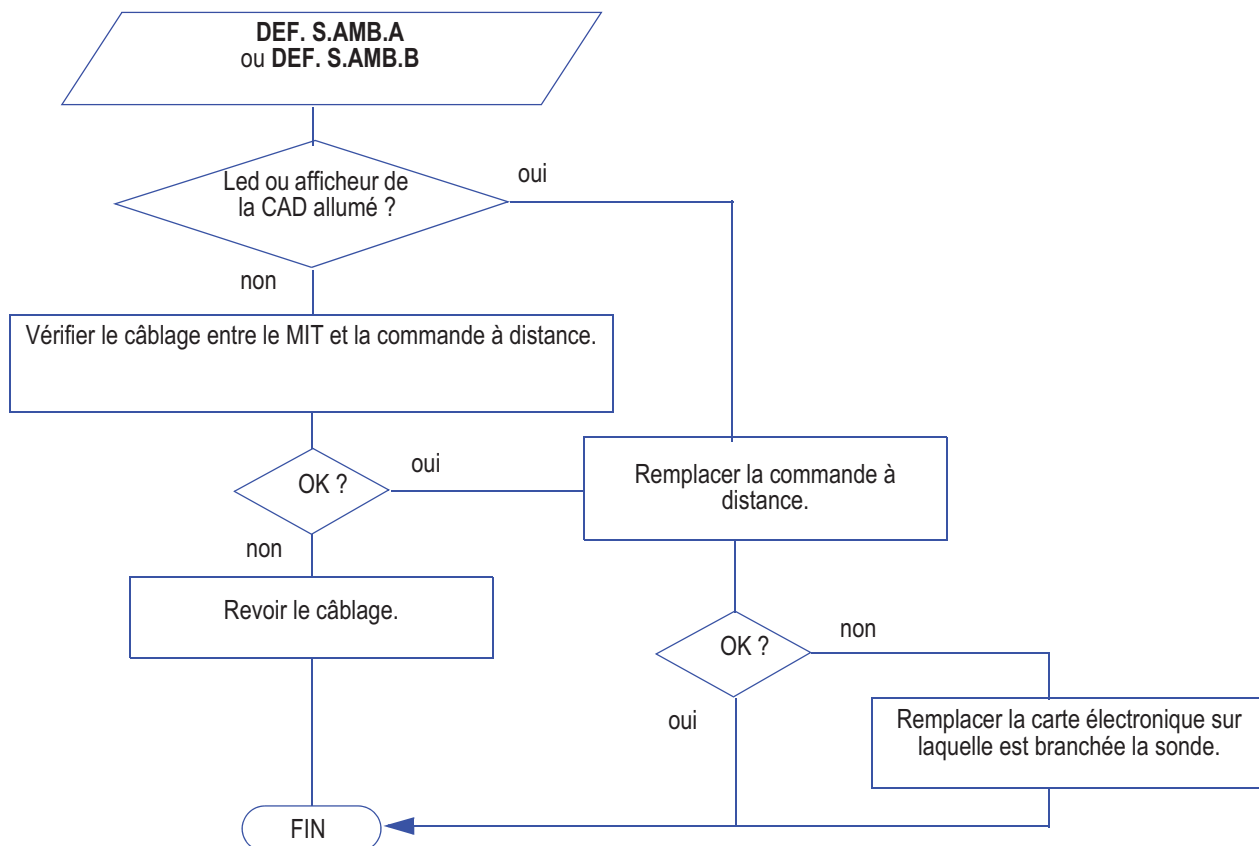 DEF. S.AMB.A
ou DEF. S.AMB.B
Led ou afficheur de
la CAD allumé ?
oui
non
Vérifier le câblage entre le MIT et la commande à distance.
OK ?
oui
Remplacer la commande à
distance.
non
Revoir le câblage.
OK ?
non
oui
Remplacer la carte électronique sur
laquelle est branchée la sonde.
FIN